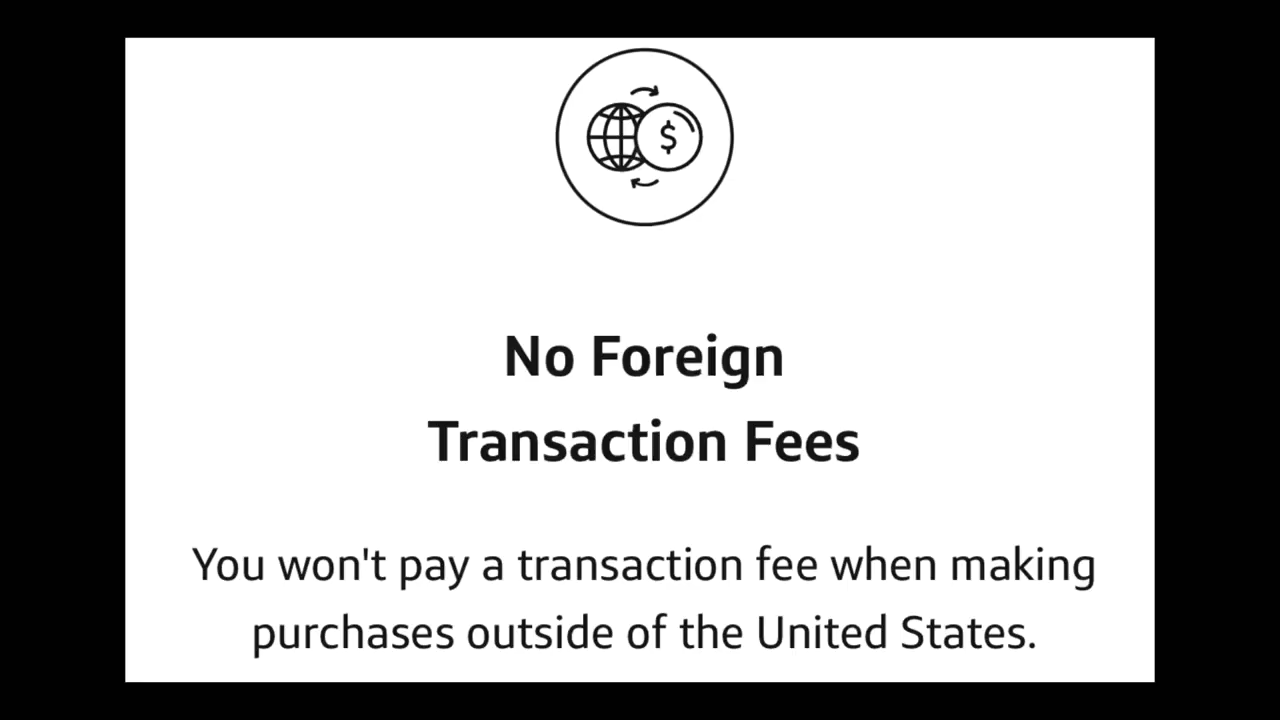 $
No Foreign
Transaction Fees
You won't pay a transaction fee when making
purchases outside of the United States.